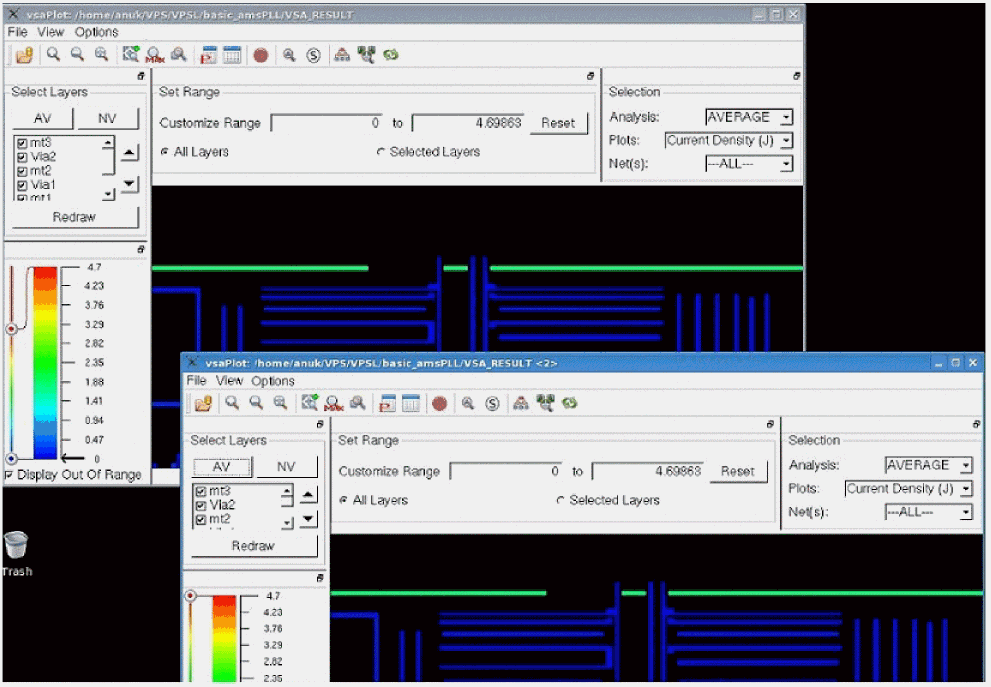 vsaPlot: /home/anuk/VPS/VPSL/basic_amsPLL/VSA_RESULT
File View Options
MAX
Select Layers
AV NV
mt3
Via2
mt2
Via1
mt1
Redraw
Set Range
Customize Range 0 to 4.69863 Reset
All Layers Selected Layers
Selection
Analysis: AVERAGE
Plots: Current Density (J)
Net(s): ---ALL---
4.7
4.23
3.76
3.29
2.82
2.35
1.88
1.41
0.94
0.47
0
Display Out Of Range
Trash
vsaPlot: /home/anuk/VPS/VPSL/basic_amsPLL/VSA_RESULT <2>
File View Options
MAX
Select Layers
AV NV
mt3
Via2
mt2
Redraw
Set Range
Customize Range 0 to 4.69863 Reset
All Layers Selected Layers
Selection
Analysis: AVERAGE
Plots: Current Density (J)
Net(s): ---ALL---
4.7
4.23
3.76
3.29
2.82
2.35